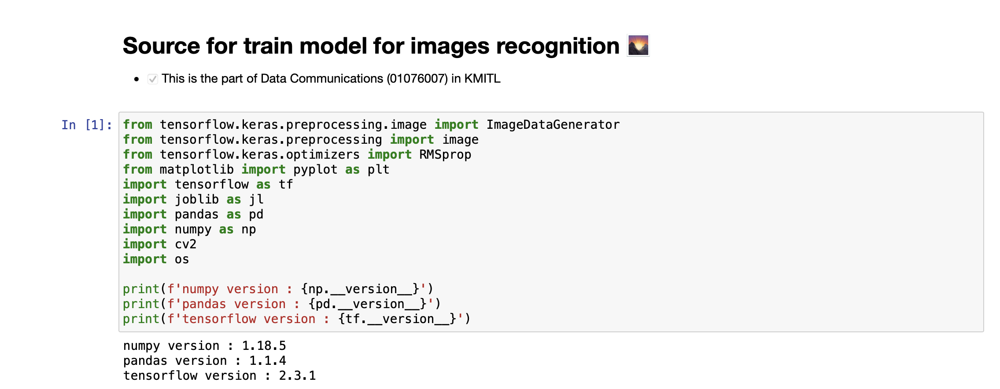 Source for train model for images recognition 🌄
This is the part of Data Communications (01076007) in KMITL
In [1]:
from tensorflow.keras.preprocessing.image import ImageDataGenerator
from tensorflow.keras.preprocessing import image
from tensorflow.keras.optimizers import RMSprop
from matplotlib import pyplot as plt
import tensorflow as tf
import joblib as jl
import pandas as pd
import numpy as np
import cv2
import os
print(f'numpy version : {np.__version__}')
print(f'pandas version : {pd.__version__}')
print(f'tensorflow version : {tf.__version__}')
numpy version : 1.18.5
pandas version : 1.1.4
tensorflow version : 2.3.1